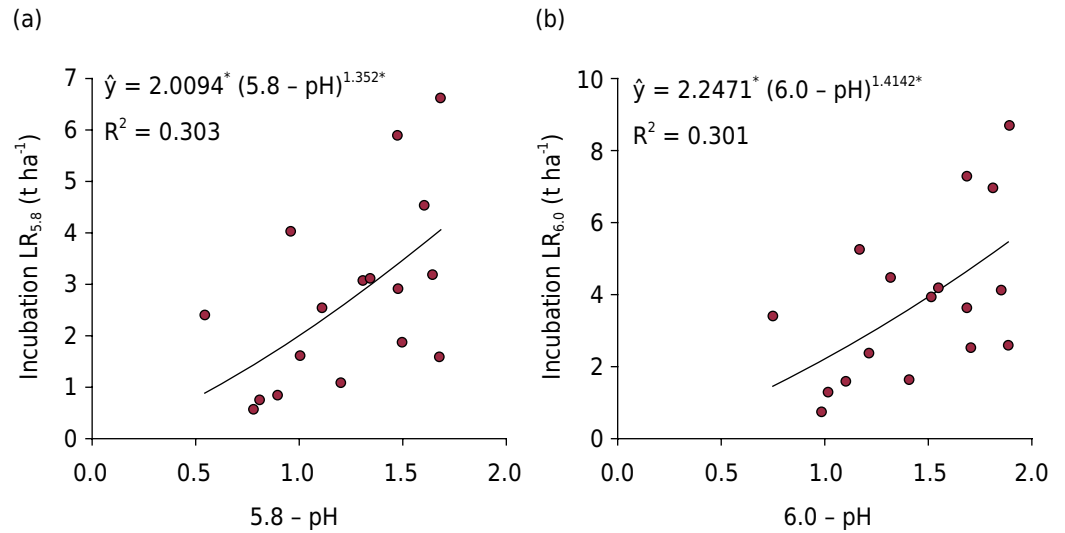 (a)
ŷ = 2.0094* (5.8 – pH)^1.352*
R² = 0.303
Incubation LR5.8 (t ha⁻¹)
7
6
5
4
3
2
1
0
0.0 0.5 1.0 1.5 2.0
5.8 – pH
(b)
ŷ = 2.2471* (6.0 – pH)^1.4142*
R² = 0.301
Incubation LR6.0 (t ha⁻¹)
10
8
6
4
2
0
0.0 0.5 1.0 1.5 2.0
6.0 – pH